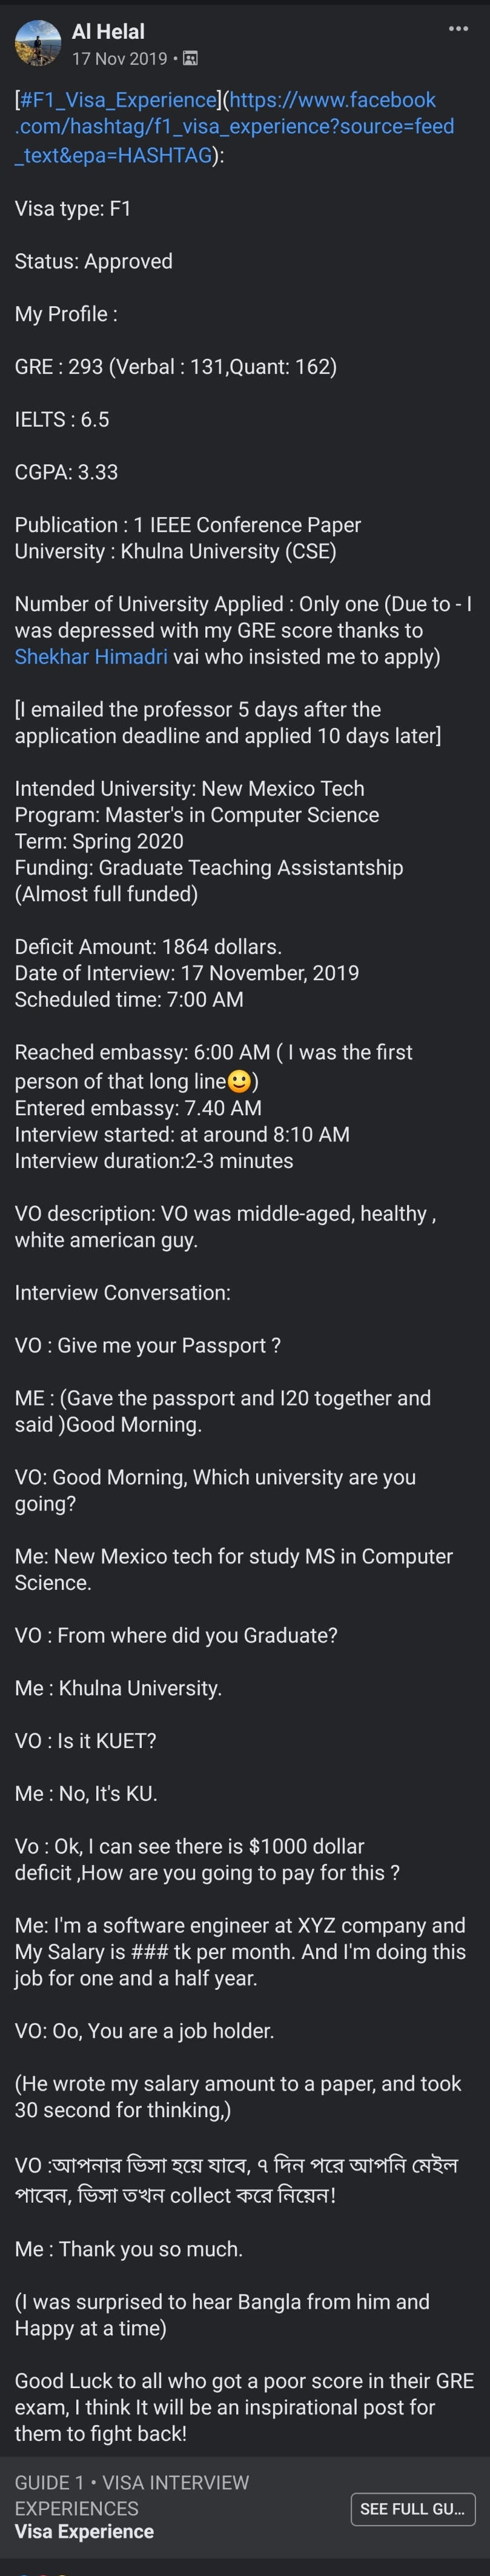 Al Helal
17 Nov 2019 •
[#F1_Visa_Experience](https://www.facebook
.com/hashtag/f1_visa_experience?source=feed
_text&epa=HASHTAG):
Visa type: F1
Status: Approved
My Profile :
GRE : 293 (Verbal : 131,Quant: 162)
IELTS : 6.5
CGPA: 3.33
Publication : 1 IEEE Conference Paper
University : Khulna University (CSE)
Number of University Applied : Only one (Due to - I
was depressed with my GRE score thanks to
Shekhar Himadri vai who insisted me to apply)
[I emailed the professor 5 days after the
application deadline and applied 10 days later]
Intended University: New Mexico Tech
Program: Master's in Computer Science
Term: Spring 2020
Funding: Graduate Teaching Assistantship
(Almost full funded)
Deficit Amount: 1864 dollars.
Date of Interview: 17 November, 2019
Scheduled time: 7:00 AM
Reached embassy: 6:00 AM ( I was the first
person of that long line🙂)
Entered embassy: 7.40 AM
Interview started: at around 8:10 AM
Interview duration:2-3 minutes
VO description: VO was middle-aged, healthy ,
white american guy.
Interview Conversation:
VO : Give me your Passport ?
ME : (Gave the passport and I20 together and
said )Good Morning.
VO: Good Morning, Which university are you
going?
Me: New Mexico tech for study MS in Computer
Science.
VO : From where did you Graduate?
Me : Khulna University.
VO : Is it KUET?
Me : No, It's KU.
Vo : Ok, I can see there is $1000 dollar
deficit ,How are you going to pay for this ?
Me: I'm a software engineer at XYZ company and
My Salary is ### tk per month. And I'm doing this
job for one and a half year.
VO: Oo, You are a job holder.
(He wrote my salary amount to a paper, and took
30 second for thinking,)
VO :আপনার ভিসা হয়ে যাবে, ৭ দিন পরে আপনি মেইল
পাবেন, ভিসা তখন collect করে নিয়েন!
Me : Thank you so much.
(I was surprised to hear Bangla from him and
Happy at a time)
Good Luck to all who got a poor score in their GRE
exam, I think It will be an inspirational post for
them to fight back!
GUIDE 1 • VISA INTERVIEW
EXPERIENCES
Visa Experience
SEE FULL GU...